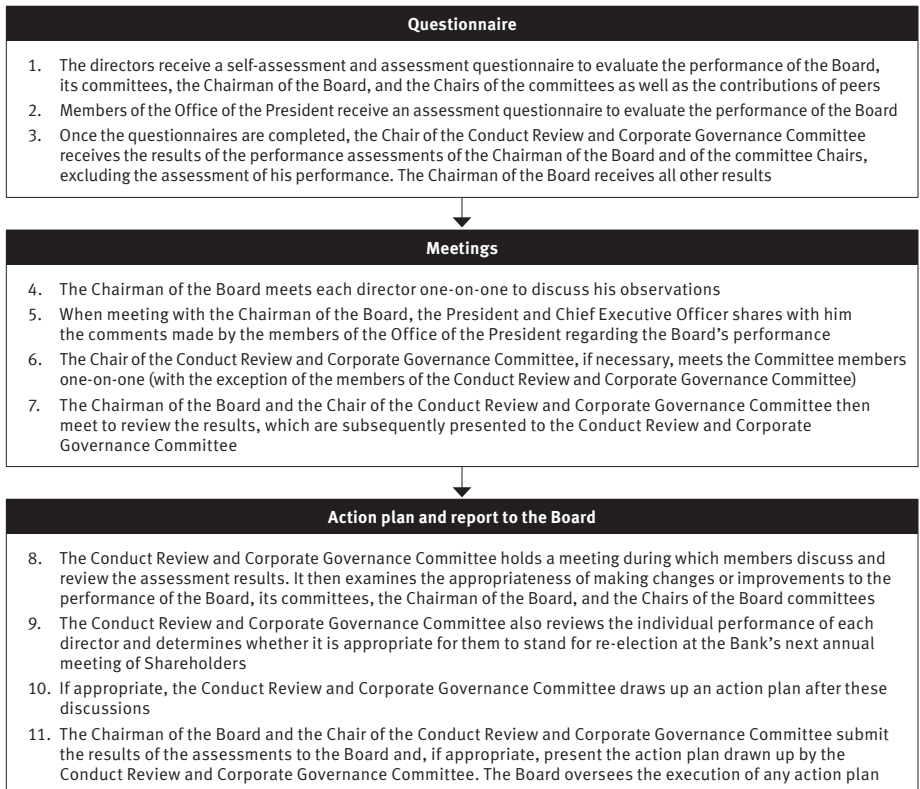 Questionnaire
1. The directors receive a self-assessment and assessment questionnaire to evaluate the performance of the Board,
its committees, the Chairman of the Board, and the Chairs of the committees as well as the contributions of peers
2. Members of the Office of the President receive an assessment questionnaire to evaluate the performance of the Board
3. Once the questionnaires are completed, the Chair of the Conduct Review and Corporate Governance Committee
receives the results of the performance assessments of the Chairman of the Board and of the committee Chairs,
excluding the assessment of his performance. The Chairman of the Board receives all other results
Meetings
4. The Chairman of the Board meets each director one-on-one to discuss his observations
5. When meeting with the Chairman of the Board, the President and Chief Executive Officer shares with him
the comments made by the members of the Office of the President regarding the Board's performance
6. The Chair of the Conduct Review and Corporate Governance Committee, if necessary, meets the Committee members
one-on-one (with the exception of the members of the Conduct Review and Corporate Governance Committee)
7. The Chairman of the Board and the Chair of the Conduct Review and Corporate Governance Committee then
meet to review the results, which are subsequently presented to the Conduct Review and Corporate
Governance Committee
Action plan and report to the Board
8. The Conduct Review and Corporate Governance Committee holds a meeting during which members discuss and
review the assessment results. It then examines the appropriateness of making changes or improvements to the
performance of the Board, its committees, the Chairman of the Board, and the Chairs of the Board committees
9. The Conduct Review and Corporate Governance Committee also reviews the individual performance of each
director and determines whether it is appropriate for them to stand for re-election at the Bank's next annual
meeting of Shareholders
10. If appropriate, the Conduct Review and Corporate Governance Committee draws up an action plan after these
discussions
11. The Chairman of the Board and the Chair of the Conduct Review and Corporate Governance Committee submit
the results of the assessments to the Board and, if appropriate, present the action plan drawn up by the
Conduct Review and Corporate Governance Committee. The Board oversees the execution of any action plan